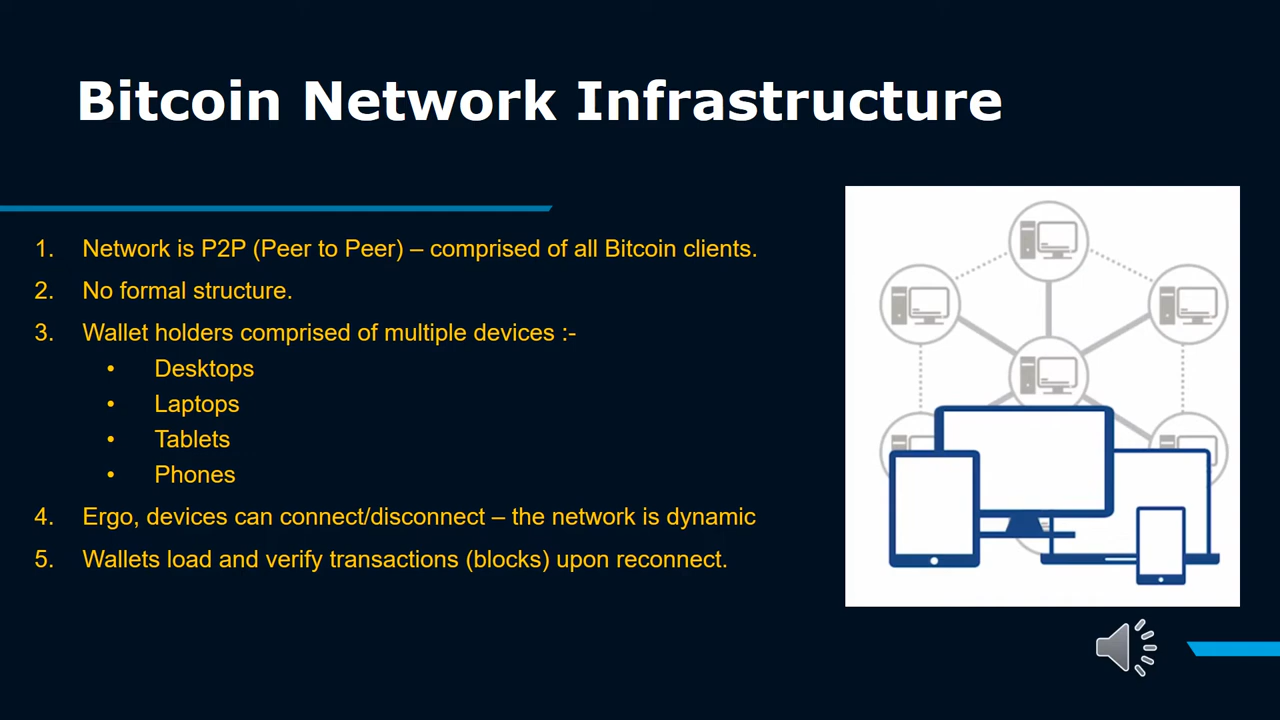 Bitcoin Network Infrastructure
1. Network is P2P (Peer to Peer) – comprised of all Bitcoin clients.
2. No formal structure.
3. Wallet holders comprised of multiple devices :-
• Desktops
• Laptops
• Tablets
• Phones
4. Ergo, devices can connect/disconnect – the network is dynamic
5. Wallets load and verify transactions (blocks) upon reconnect.